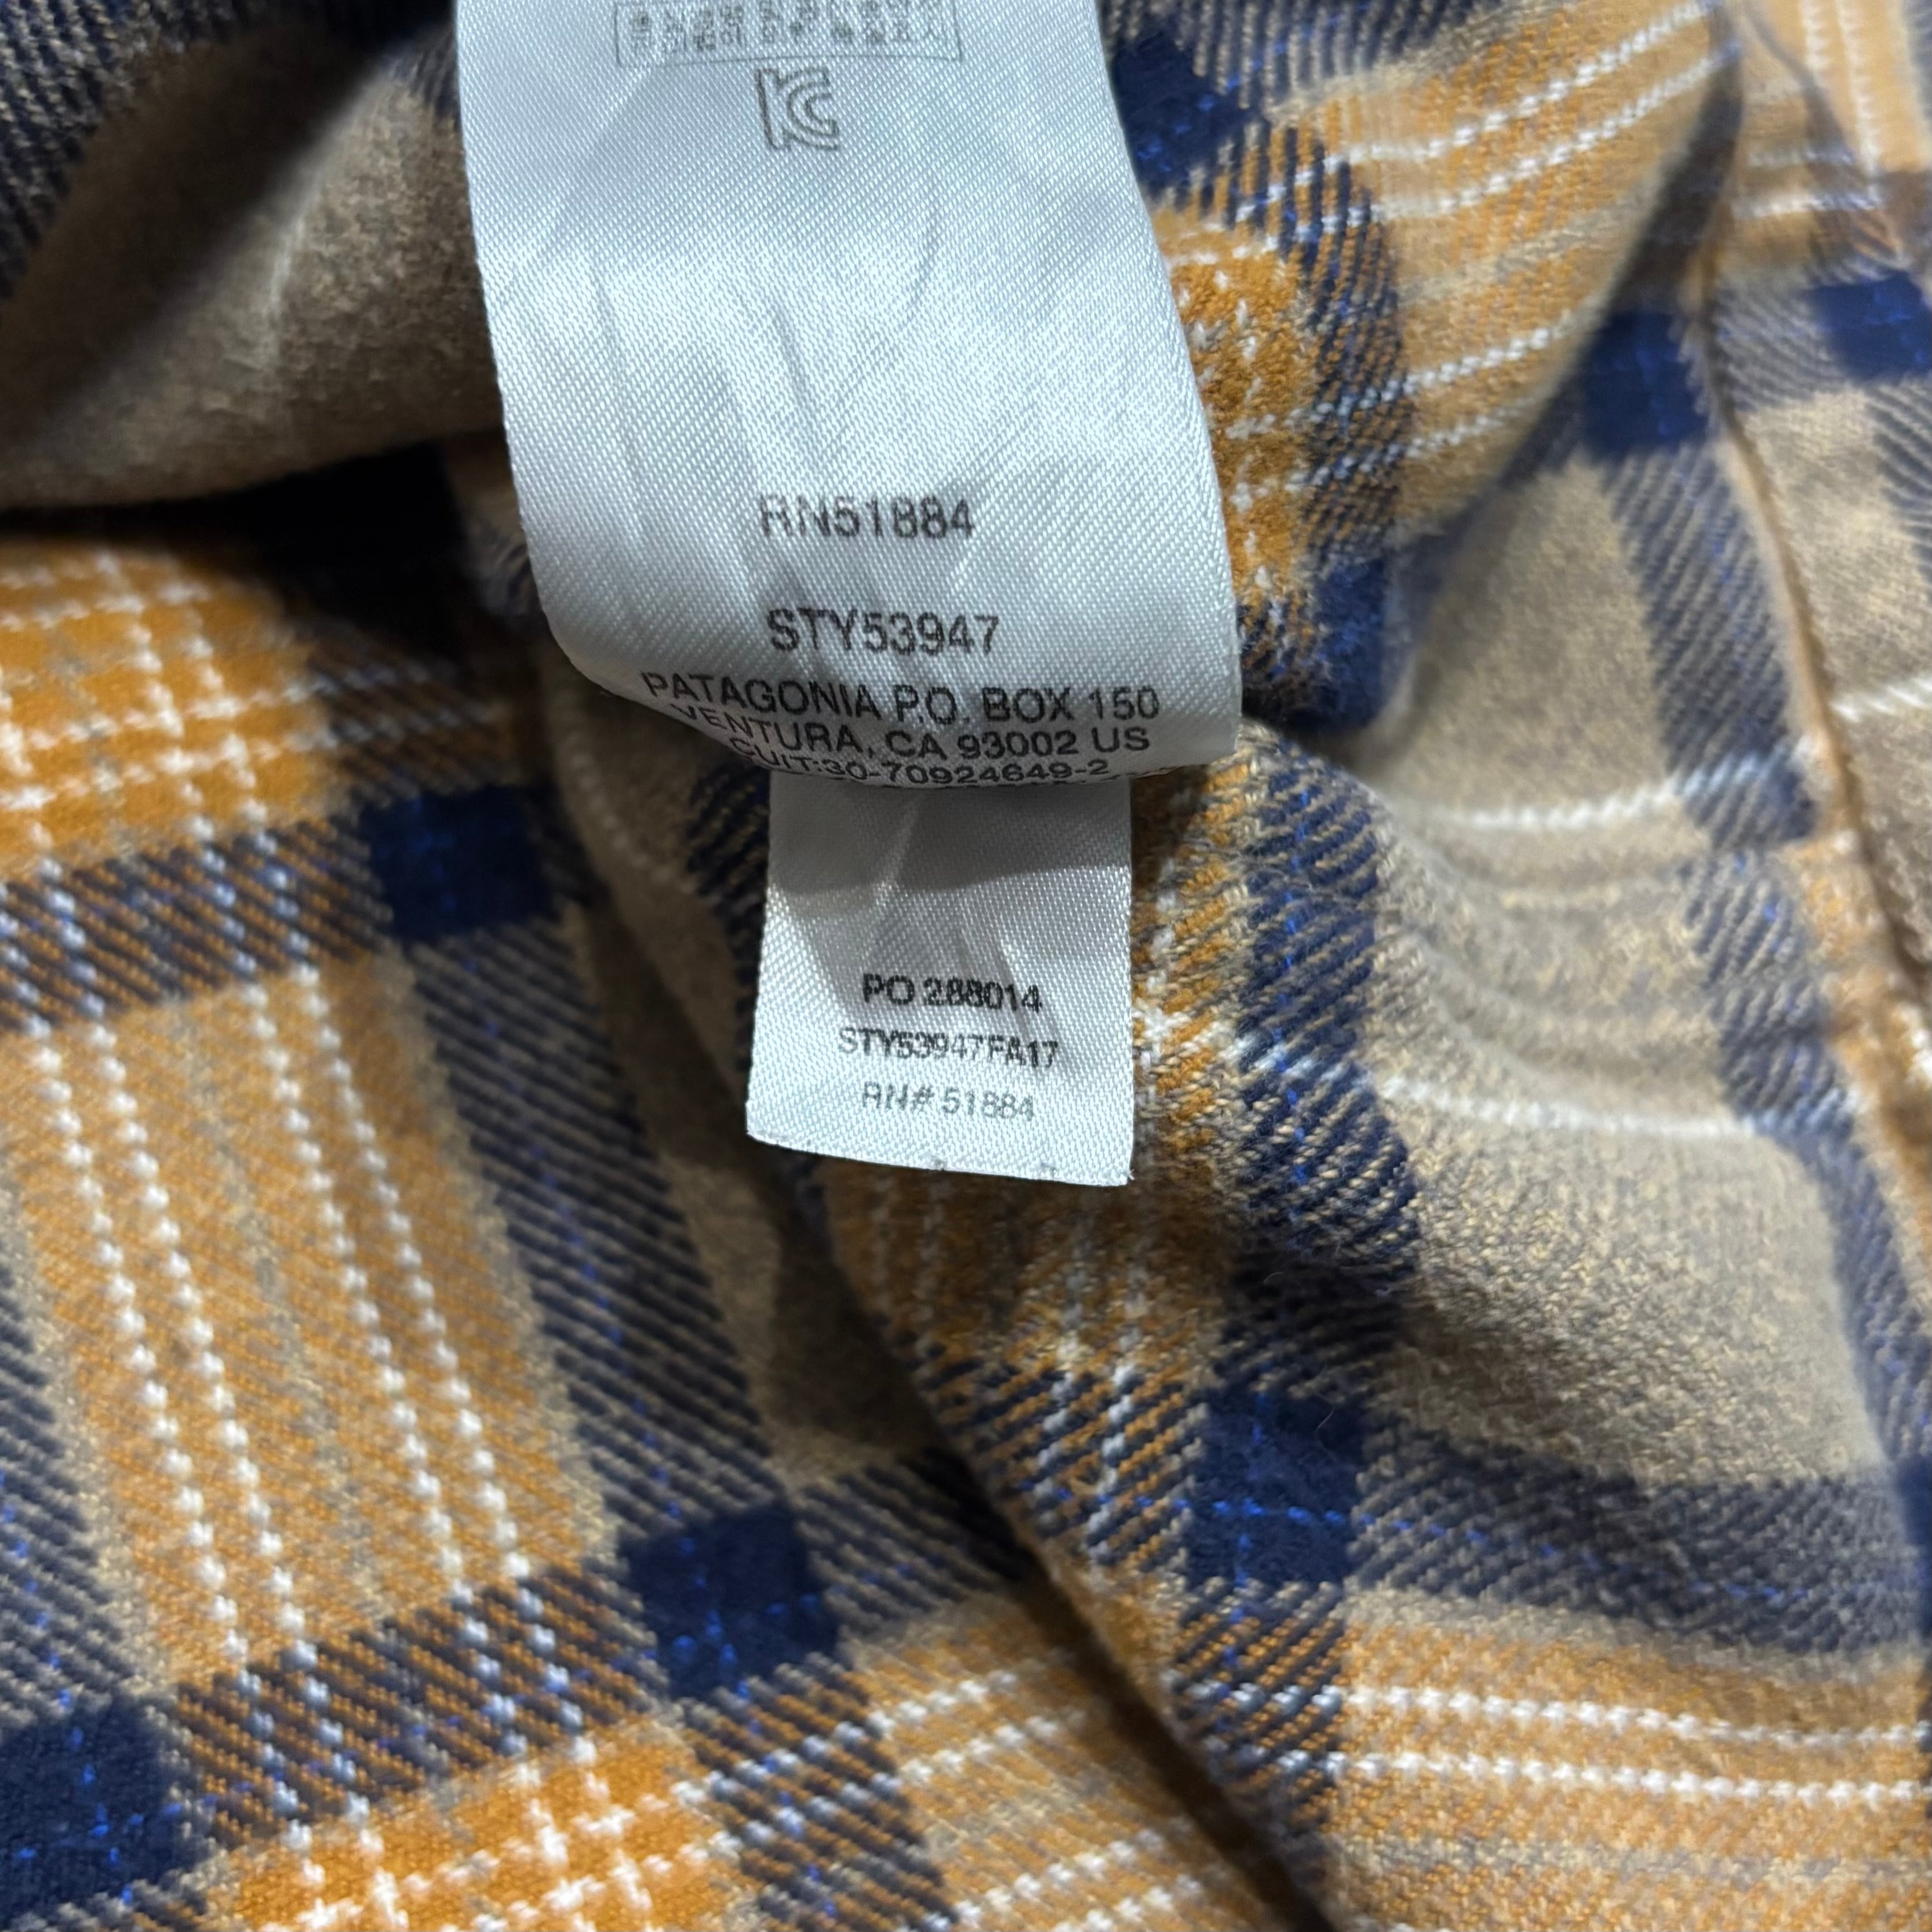 RN51884
STY53947
PATAGONIA P.O. BOX 150
VENTURA, CA 93002 US
CUIT:30-70924649-2
PO 288014
STY53947FA17
RN# 51884